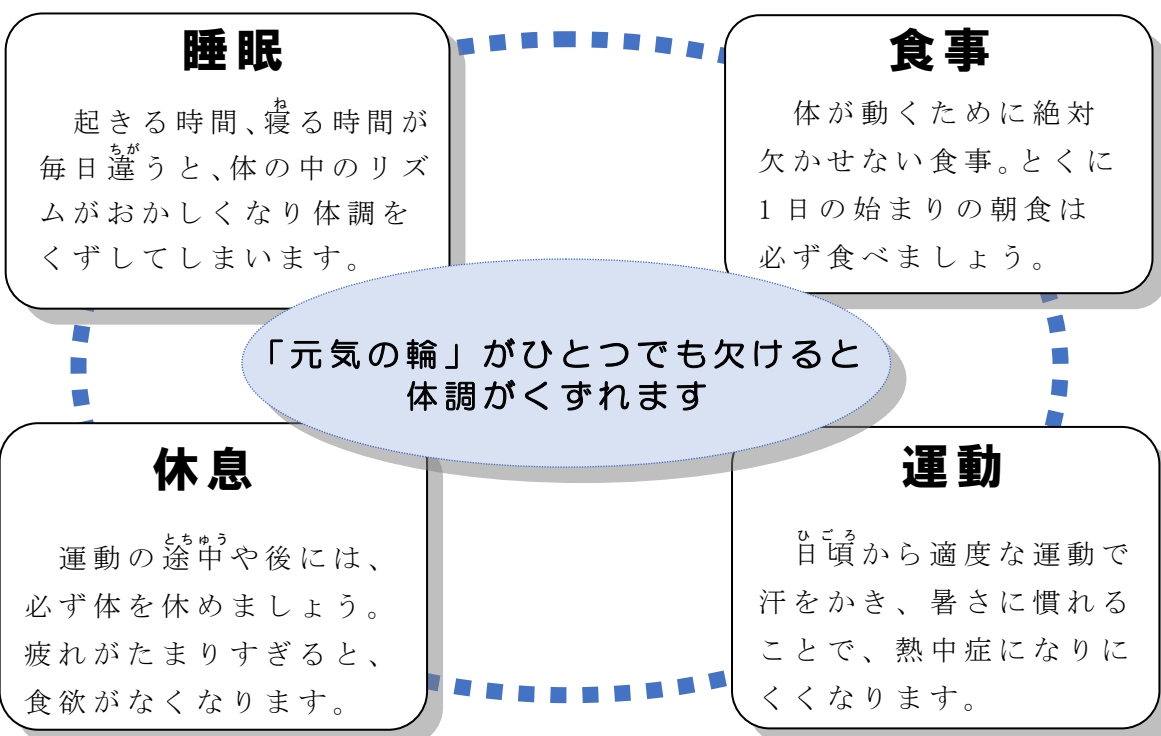 睡眠
起きる時間、寝る時間が
毎日違うと、体の中のリズ
ムがおかしくなり体調を
くずしてしまいます。
食事
体が動くために絶対
欠かせない食事。とくに
1日の始まりの朝食は
必ず食べましょう。
「元気の輪」がひとつでも欠けると
体調がくずれます
休息
運動の途中や後には、
必ず体を休めましょう。
疲れがたまりすぎると、
食欲がなくなります。
運動
日頃から適度な運動で
汗をかき、暑さに慣れる
ことで、熱中症になりに
くくなります。